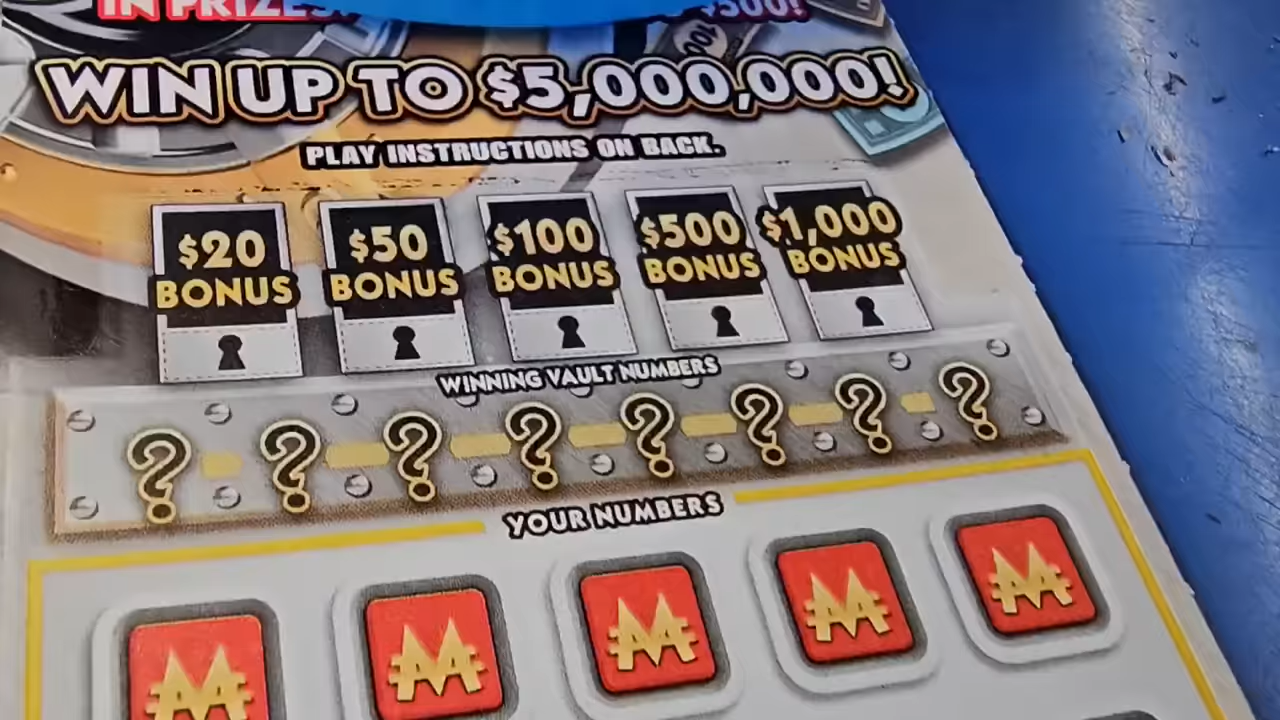 IN PRIZES!
$500!
WIN UP TO $5,000,000!
PLAY INSTRUCTIONS ON BACK.
$20 BONUS
$50 BONUS
$100 BONUS
$500 BONUS
$1,000 BONUS
WINNING VAULT NUMBERS
? ? ? ? ? ? ? ?
YOUR NUMBERS